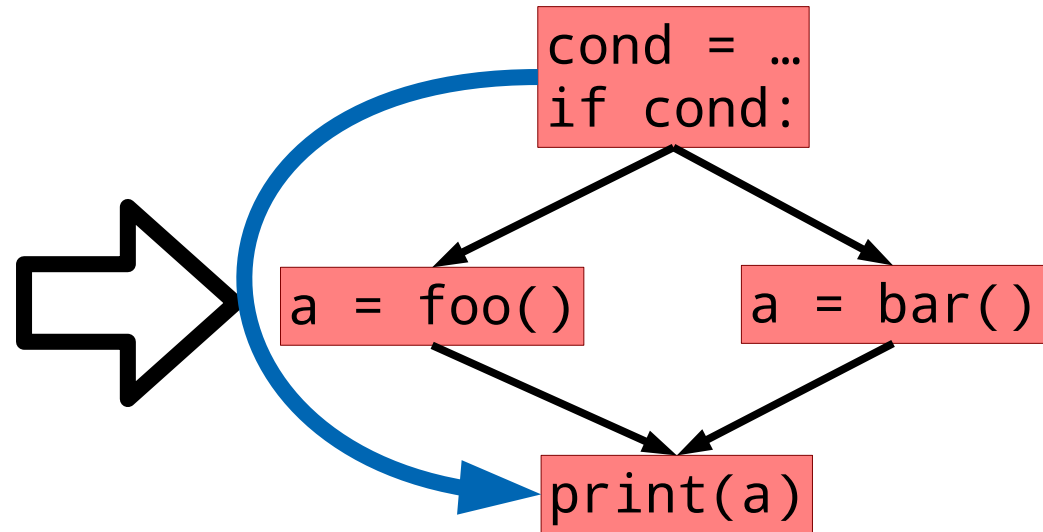 cond = …
if cond:
a = foo()
a = bar()
print(a)